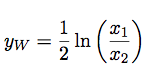 y_W = \frac{1}{2} \ln \left( \frac{x_1}{x_2} \right)